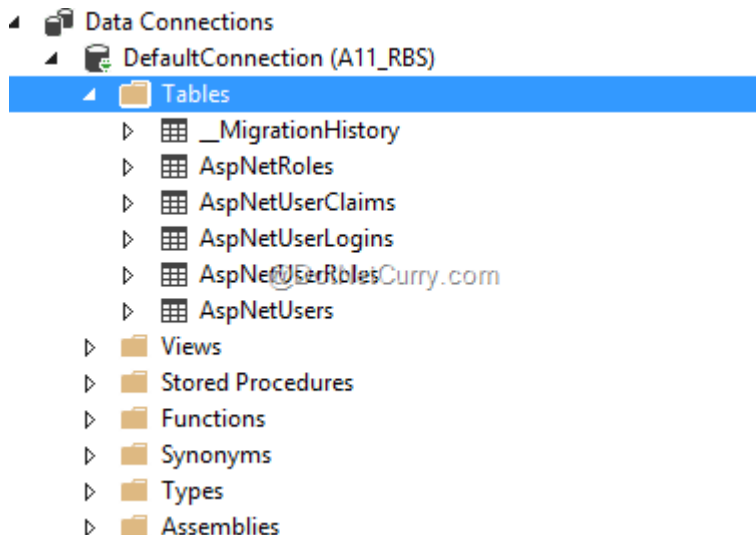 Data Connections
DefaultConnection (A11_RBS)
Tables
__MigrationHistory
AspNetRoles
AspNetUserClaims
AspNetUserLogins
AspNetUserRoles @DotNetCurry.com
AspNetUsers
Views
Stored Procedures
Functions
Synonyms
Types
Assemblies